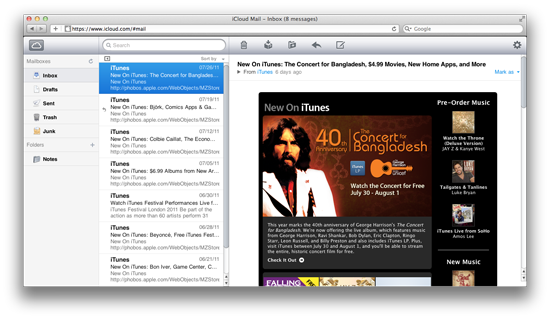 iCloud Mail – Inbox (8 messages)
https://www.icloud.com/#mail
Google
Search
Mailboxes
Sort by
Inbox
Drafts
Sent
Trash
Junk
Folders
Notes
iTunes 07/28/11
New On iTunes: The Concert for Banglades...
New On iTunes
http://phobos.apple.com/WebObjects/MZStore
iTunes 07/19/11
New On iTunes: Björk, Comics Apps & Ga...
New On iTunes
http://phobos.apple.com/WebObjects/MZStore
iTunes 07/12/11
New On iTunes: Colbie Caillat, The Econo...
New On iTunes
http://phobos.apple.com/WebObjects/MZStore
iTunes 07/05/11
New On iTunes: $6.99 Albums from New Ar...
New On iTunes
http://phobos.apple.com/WebObjects/MZStore
iTunes 06/30/11
Watch iTunes Festival Performances Live f...
iTunes Festival London 2011 Be part of the
action as more than 60 artists perform 31
iTunes
New On iTunes: Beyoncé, Free iTunes Fest...
New On iTunes
http://phobos.apple.com/WebObjects/MZStore
iTunes
New On iTunes: Bon Iver, Game Center, C...
New On iTunes
http://phobos.apple.com/WebObjects/MZStore
New On iTunes: The Concert for Bangladesh, $4.99 Movies, New Home Apps, and More
From iTunes 6 days ago
Mark as
New On iTunes
40th Anniversary
The Concert for Bangladesh
iTunes LP
Watch the Concert for Free
July 30 - August 1
This year marks the 40th anniversary of George Harrison's The Concert
for Bangladesh. We're now offering the live album, which features music
from George Harrison, Ravi Shankar, Bob Dylan, Eric Clapton, Ringo
Starr, Leon Russell, and Billy Preston and also includes iTunes LP. Plus,
visit iTunes between July 30 and August 1, and you'll be able to stream
the entire, historic concert film for free.
Check It Out
Pre-Order Music
Watch the Throne
(Deluxe Version)
JAY Z & Kanye West
Tailgates & Tanlines
Luke Bryan
iTunes Live from SoHo
Amos Lee
New Music
FALLING